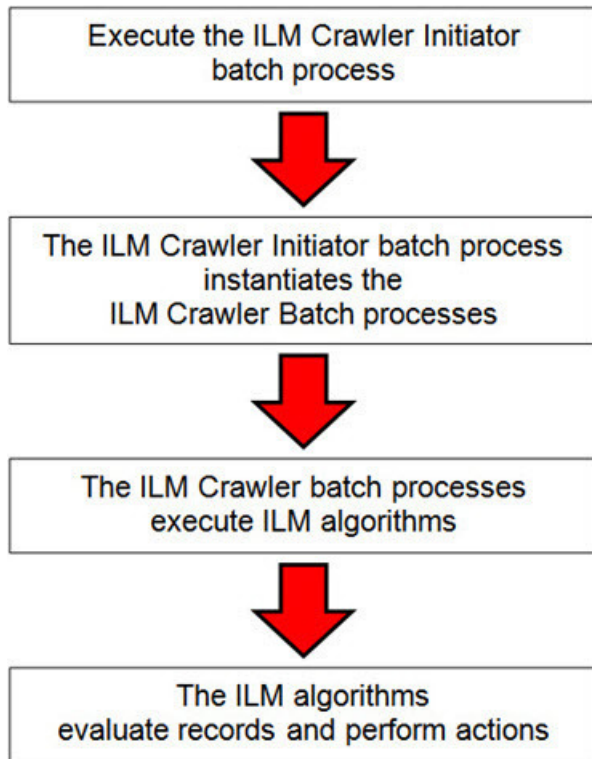 Execute the ILM Crawler Initiator
batch process
The ILM Crawler Initiator batch process
instantiates the
ILM Crawler Batch processes
The ILM Crawler batch processes
execute ILM algorithms
The ILM algorithms
evaluate records and perform actions